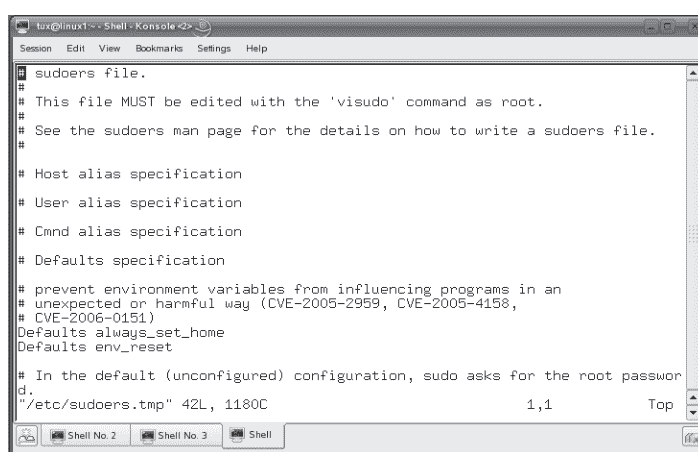 tux@linux1:~ - Shell - Konsole <2>
Session Edit View Bookmarks Settings Help
# sudoers file.
#
# This file MUST be edited with the 'visudo' command as root.
#
# See the sudoers man page for the details on how to write a sudoers file.
#
# Host alias specification
# User alias specification
# Cmnd alias specification
# Defaults specification
# prevent environment variables from influencing programs in an
# unexpected or harmful way (CVE-2005-2959, CVE-2005-4158,
# CVE-2006-0151)
Defaults always_set_home
Defaults env_reset
# In the default (unconfigured) configuration, sudo asks for the root passwor
d.
"/etc/sudoers.tmp" 42L, 1180C 1,1 Top
Shell No. 2 Shell No. 3 Shell